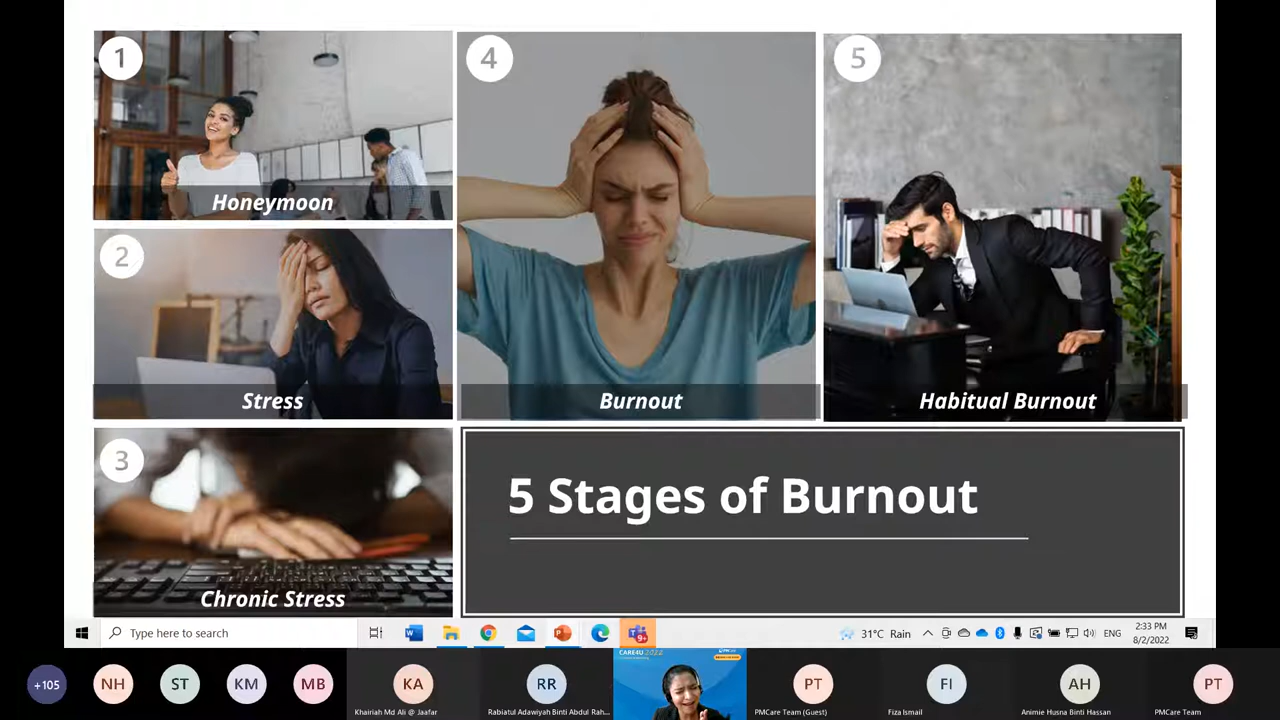 1
Honeymoon
2
Stress
3
Chronic Stress
4
Burnout
5
Habitual Burnout
5 Stages of Burnout
Type here to search
9+
31°C Rain
ENG
2:33 PM
8/2/2022
+105
NH
ST
KM
MB
KA
Khairiah Md Ali @ Jaafar
RR
Rabiatul Adawiyah Binti Abdul Rah...
CARE4U 2022
PT
PMCare Team (Guest)
FI
Fiza Ismail
AH
Animie Husna Binti Hassan
PT
PMCare Team